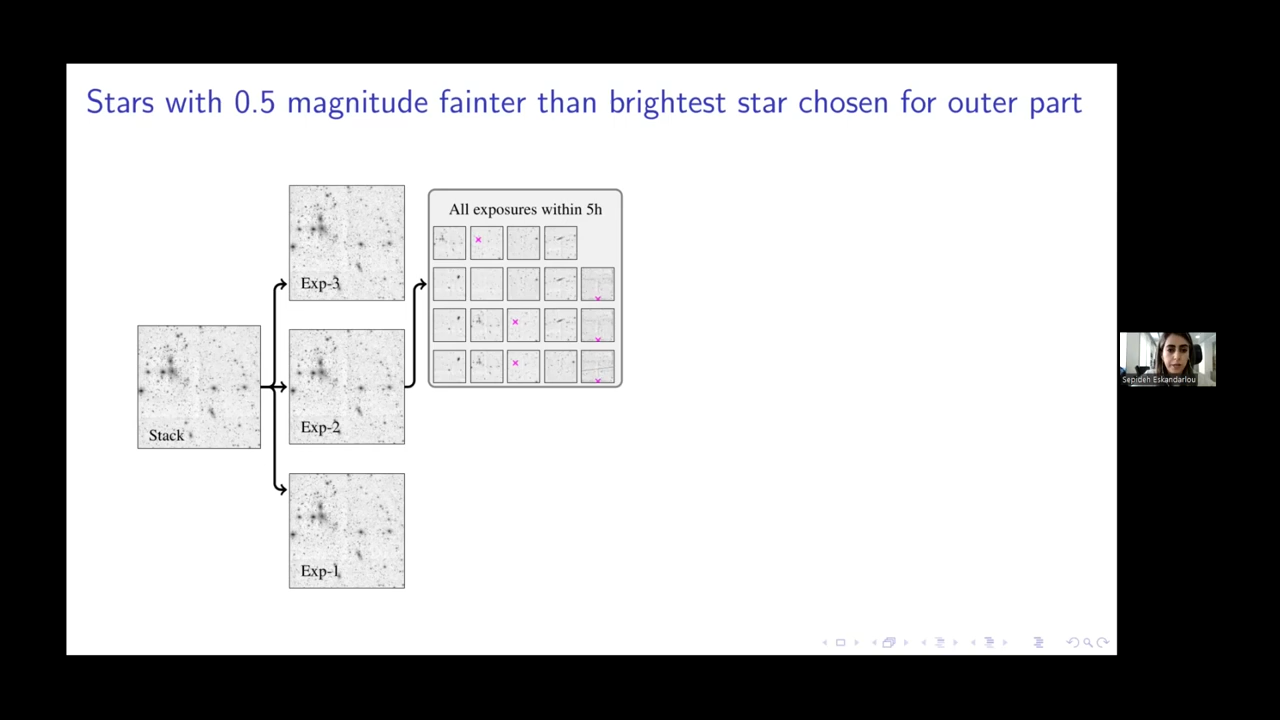 Stars with 0.5 magnitude fainter than brightest star chosen for outer part
All exposures within 5h
Exp-3
Stack
Exp-2
Exp-1
Sepideh Eskandarlou